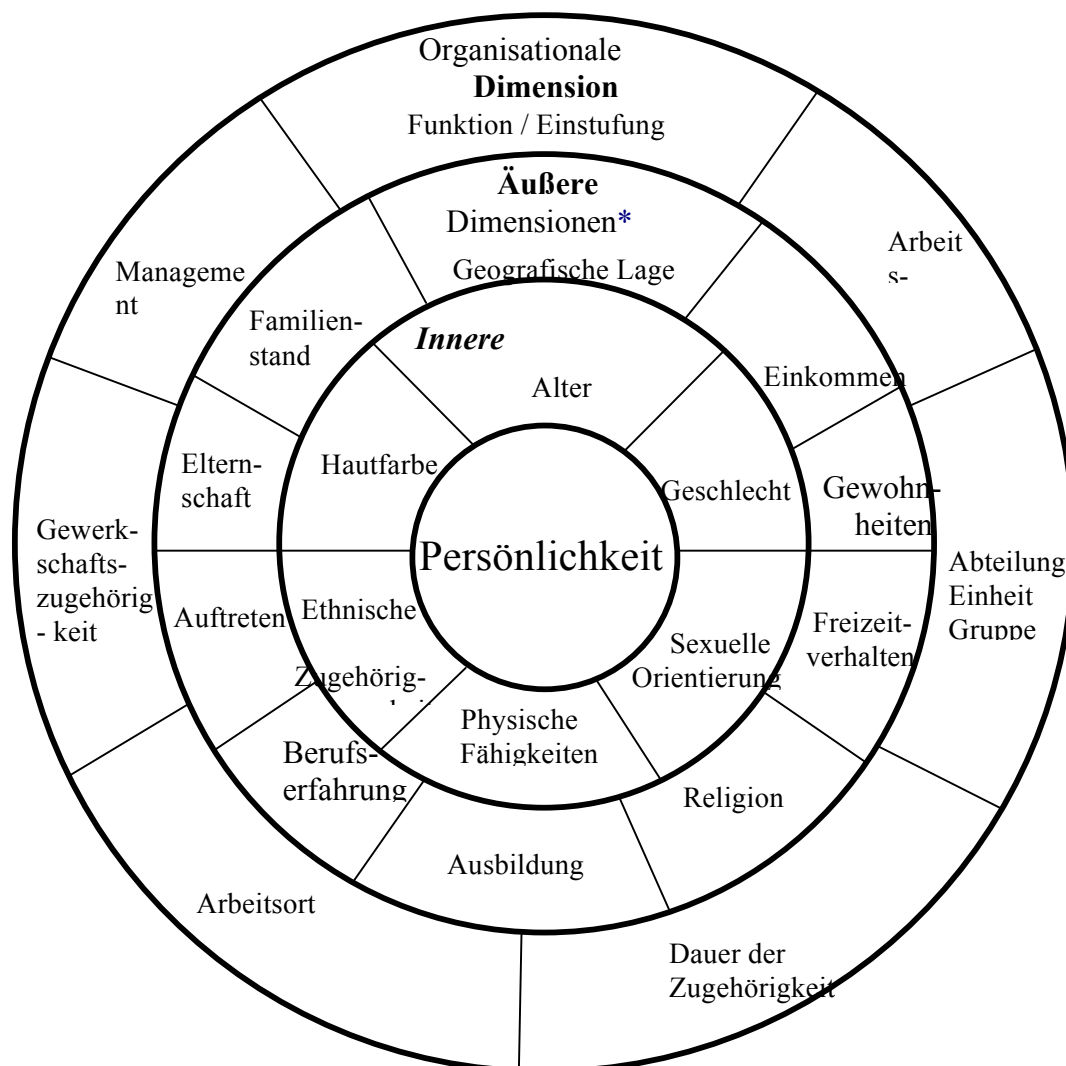 Organisationale
Dimension
Funktion / Einstufung
Äußere
Dimensionen*
Geografische Lage
Arbeit
s-
Manageme
nt
Familien-
stand
Innere
Alter
Einkommen
Hautfarbe
Geschlecht
Eltern-
schaft
Gewohn-
heiten
Gewerk-
schafts-
zugehörig
- keit
Persönlichkeit
Abteilung
Einheit
Gruppe
Auftreten
Ethnische
Zugehörig-
Sexuelle
Orientierung
Freizeit-
verhalten
Physische
Fähigkeiten
Berufs-
erfahrung
Religion
Ausbildung
Arbeitsort
Dauer der
Zugehörigkeit